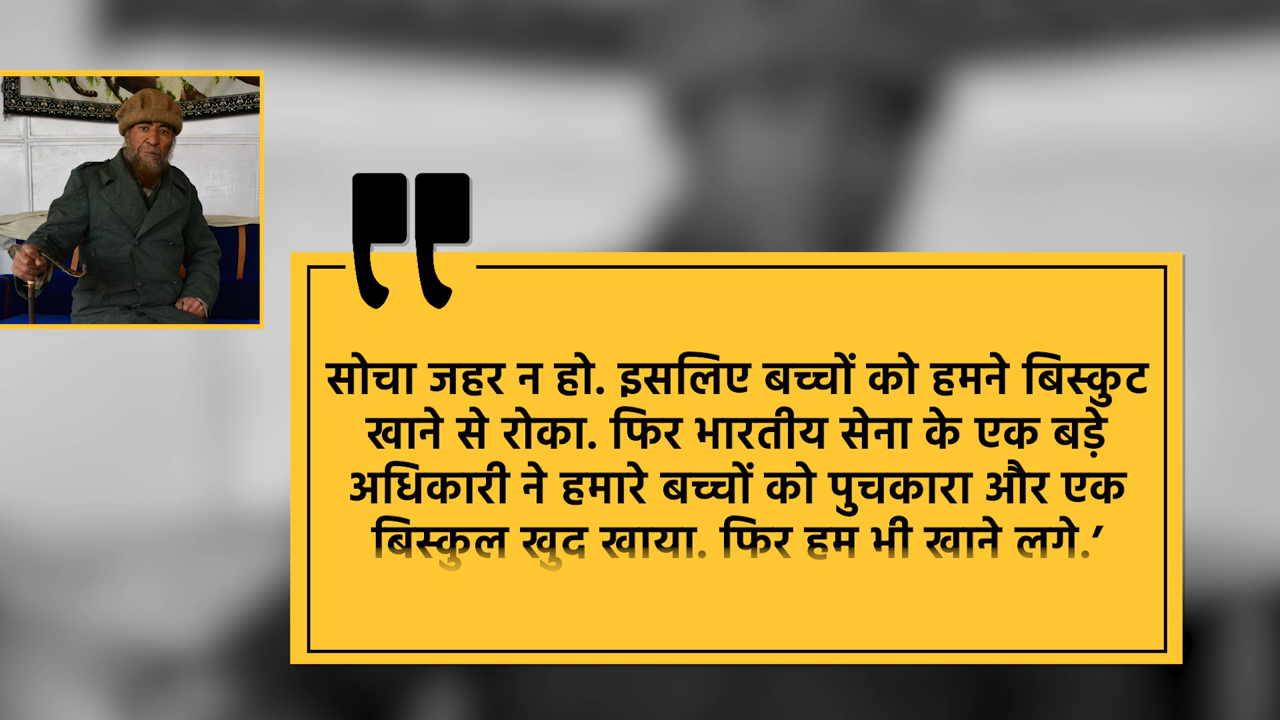 सोचा जहर न हो. इसलिए बच्चों को हमने बिस्कुट
खाने से रोका. फिर भारतीय सेना के एक बड़े
अधिकारी ने हमारे बच्चों को पुचकारा और एक
बिस्कुल खुद खाया. फिर हम भी खाने लगे.’